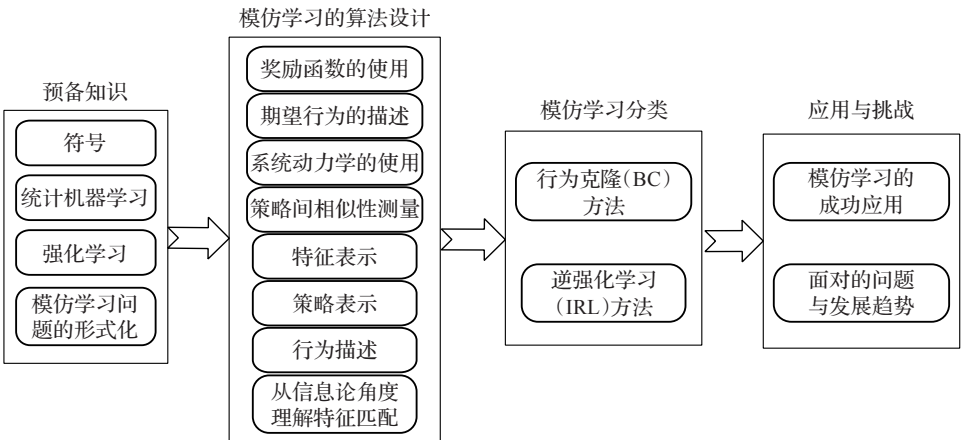 预备知识
符号
统计机器学习
强化学习
模仿学习问
题的形式化
模仿学习的算法设计
奖励函数的使用
期望行为的描述
系统动力学的使用
策略间相似性测量
特征表示
策略表示
行为描述
从信息论角度
理解特征匹配
模仿学习分类
行为克隆(BC)
方法
逆强化学习
(IRL)方法
应用与挑战
模仿学习的
成功应用
面对的问题
与发展趋势